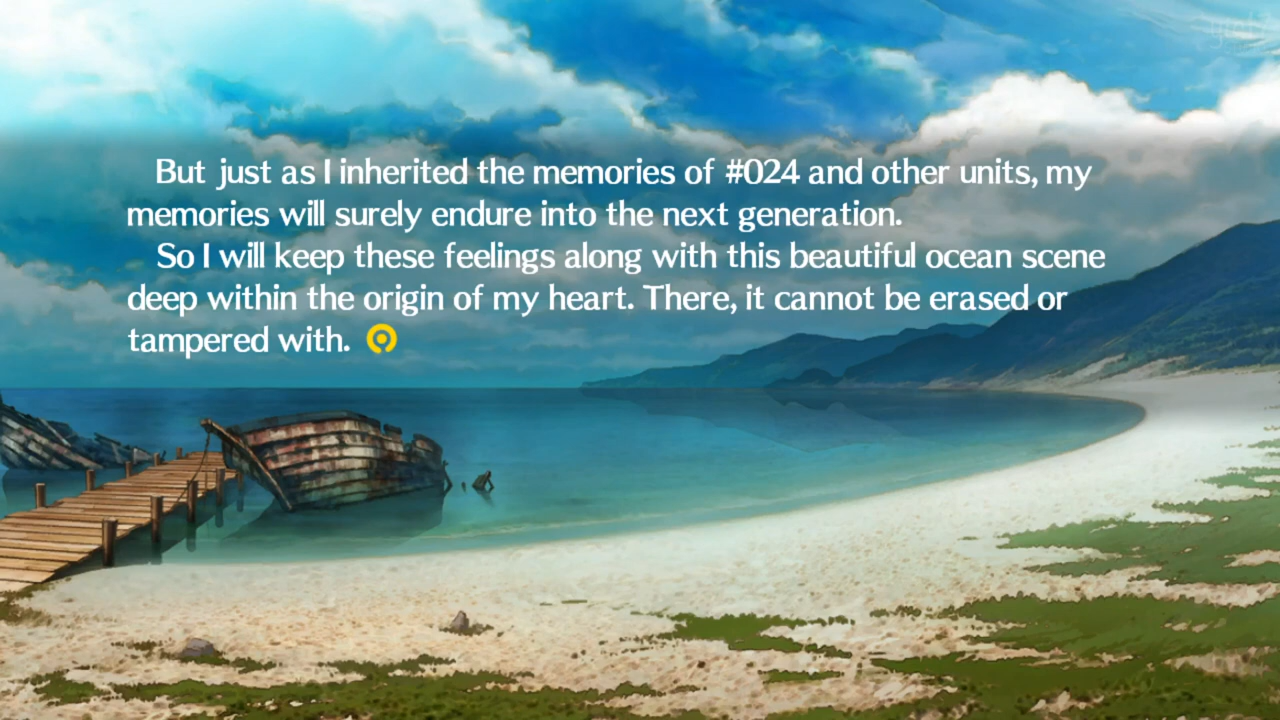 But just as I inherited the memories of #024 and other units, my
memories will surely endure into the next generation.
So I will keep these feelings along with this beautiful ocean scene
deep within the origin of my heart. There, it cannot be erased or
tampered with.